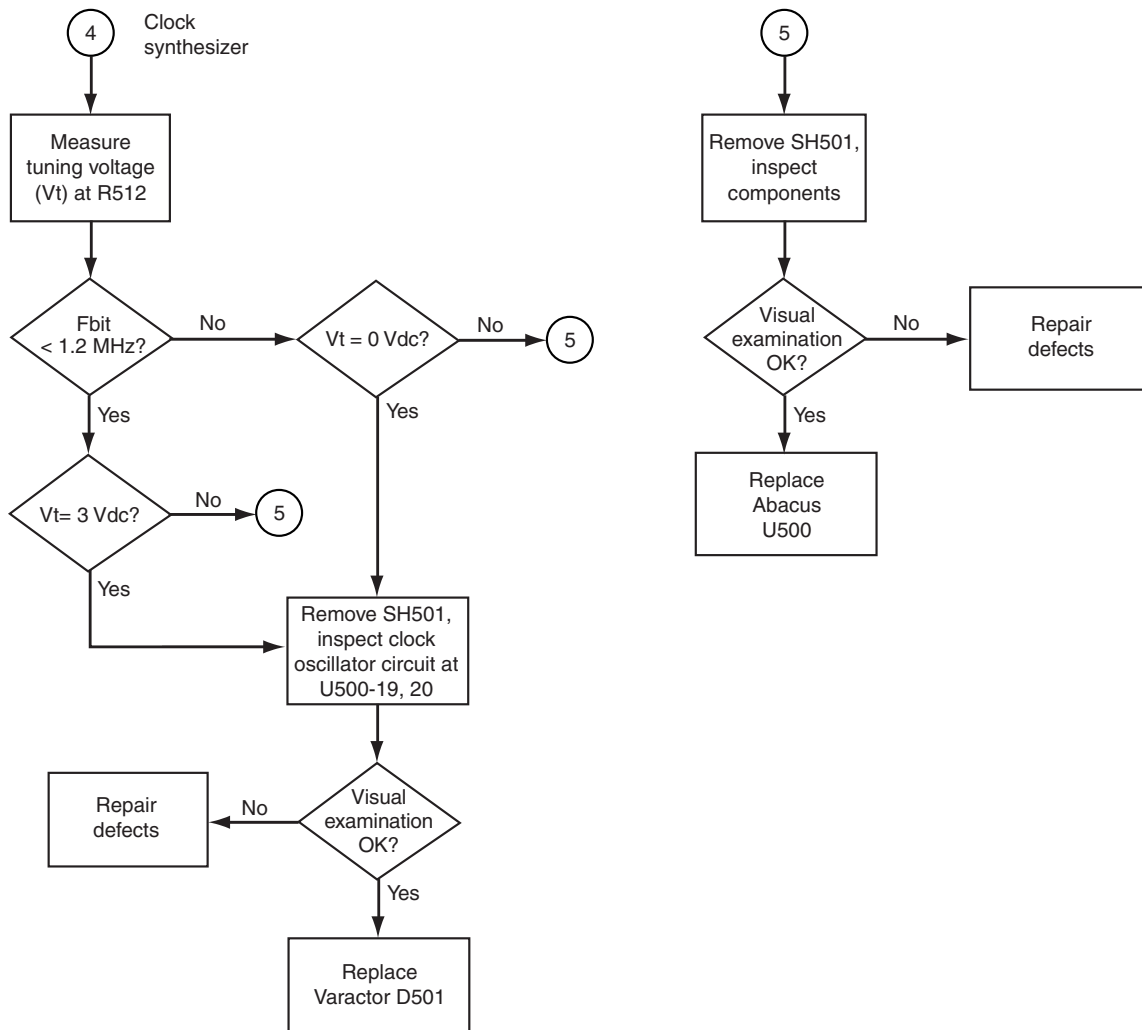 4
Clock
synthesizer
Measure
tuning voltage
(Vt) at R512
Fbit
< 1.2 MHz?
No
Vt = 0 Vdc?
No
5
Yes
Yes
Vt= 3 Vdc?
No
5
Yes
Remove SH501,
inspect clock
oscillator circuit at
U500-19, 20
Visual
examination
OK?
No
Repair
defects
Yes
Replace
Varactor D501
5
Remove SH501,
inspect
components
Visual
examination
OK?
No
Repair
defects
Yes
Replace
Abacus
U500